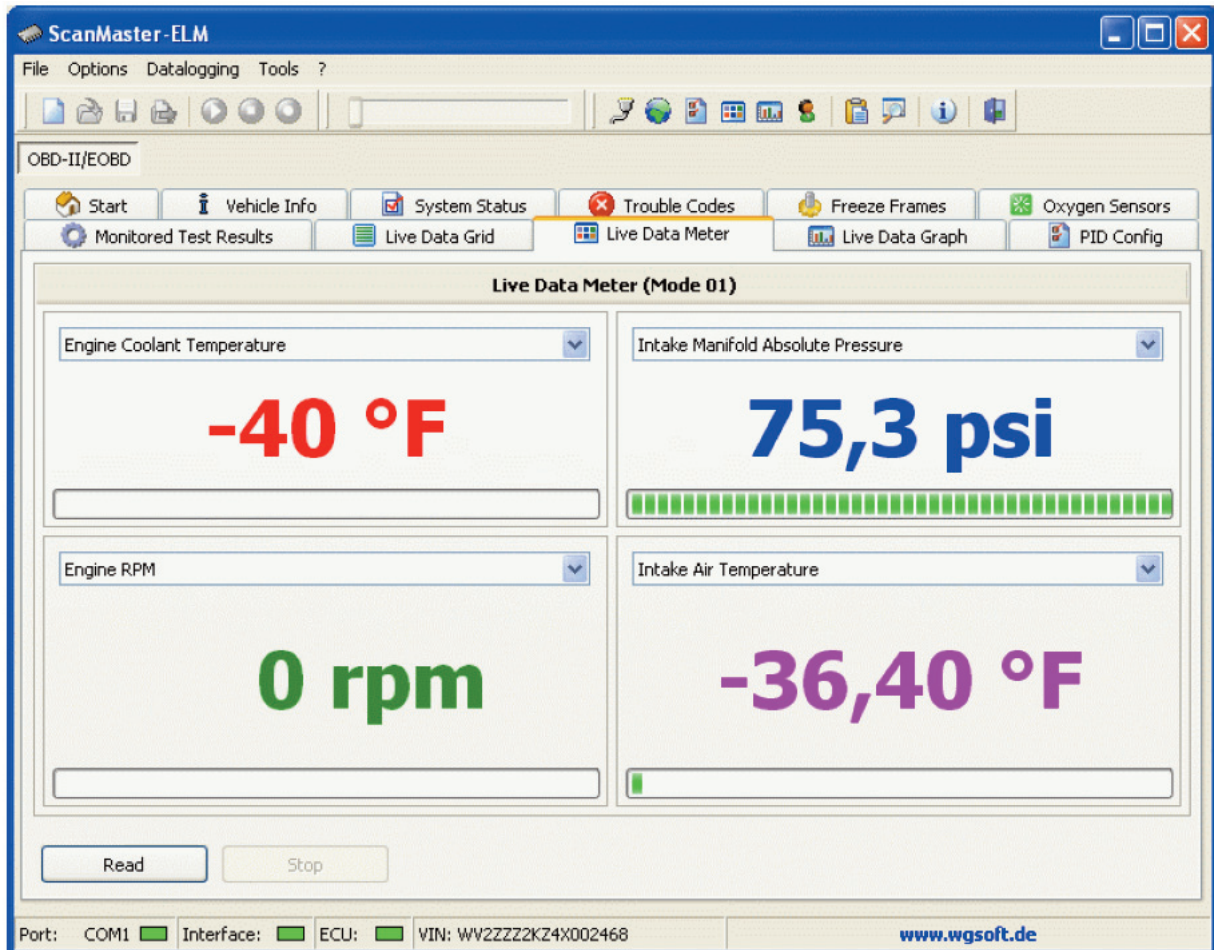 ScanMaster-ELM
File Options Datalogging Tools ?
OBD-II/EOBD
Start Vehicle Info System Status Trouble Codes Freeze Frames Oxygen Sensors
Monitored Test Results Live Data Grid Live Data Meter Live Data Graph PID Config
Live Data Meter (Mode 01)
Engine Coolant Temperature
-40 °F
Intake Manifold Absolute Pressure
75,3 psi
Engine RPM
0 rpm
Intake Air Temperature
-36,40 °F
Read Stop
Port: COM1 Interface: ECU: VIN: WV2ZZZ2KZ4X002468 www.wgsoft.de